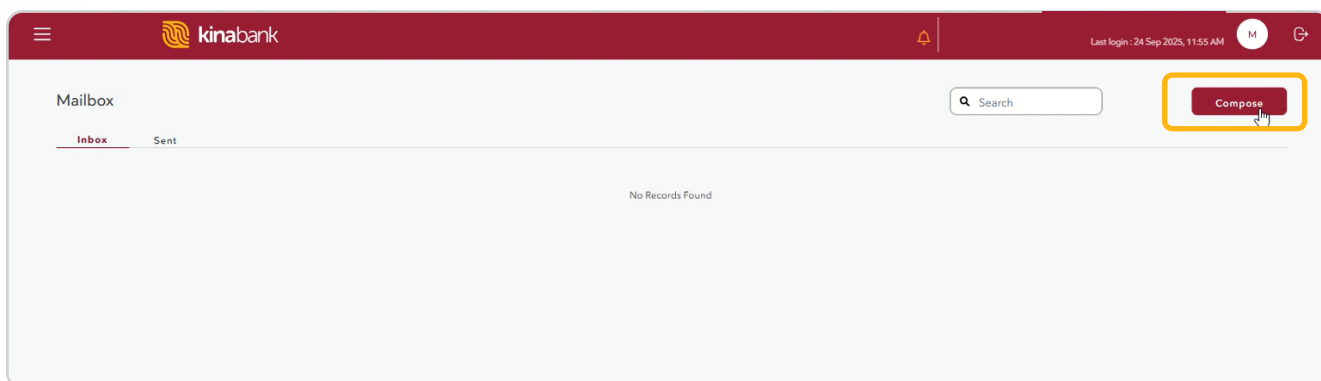 kinabank
Last login : 24 Sep 2025, 11:55 AM
M
Mailbox
Search
Compose
Inbox Sent
No Records Found